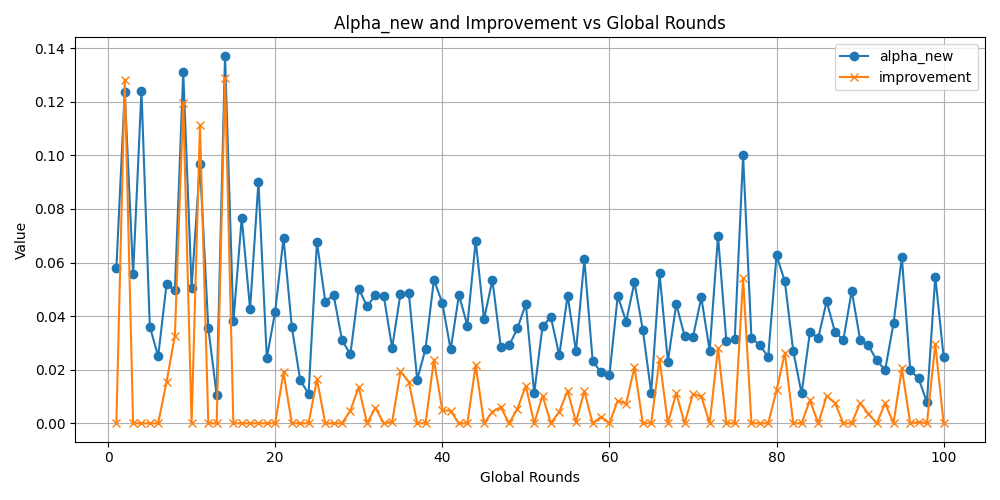 Alpha_new and Improvement vs Global Rounds
alpha_new
improvement
Value
0.14
0.12
0.10
0.08
0.06
0.04
0.02
0.00
0 20 40 60 80 100
Global Rounds